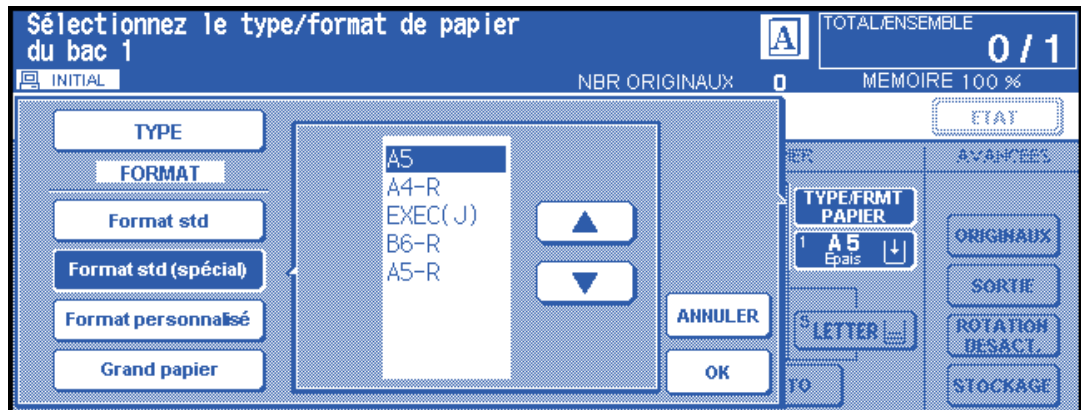 Sélectionnez le type/format de papier
du bac 1
A
TOTAL/ENSEMBLE
0 / 1
INITIAL
NBR ORIGINAUX 0
MEMOIRE 100 %
ETAT
TYPE
FORMAT
Format std
Format std (spécial)
Format personnalisé
Grand papier
A5
A4-R
EXEC(J)
B6-R
A5-R
ANNULER
OK
TYPE/FRMT
PAPIER
1 A5
Epais
5 LETTER
TO
AVANCEES
ORIGINAUX
SORTIE
ROTATION
DESACT.
STOCKAGE